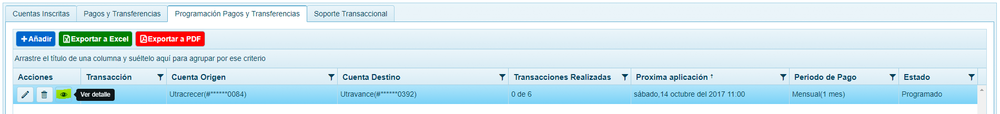 Cuentas Inscritas Pagos y Transferencias Programación Pagos y Transferencias Soporte Transaccional
Añadir Exportar a Excel Exportar a PDF
Arrastre el título de una columna y suéltelo aquí para agrupar por ese criterio
Acciones Transacción Cuenta Origen Cuenta Destino Transacciones Realizadas Proxima aplicación ↑ Periodo de Pago Estado
Ver detalle Utracrecer(#******0084) Utravance(#******0392) 0 de 6 sábado,14 octubre del 2017 11:00 Mensual(1 mes) Programado